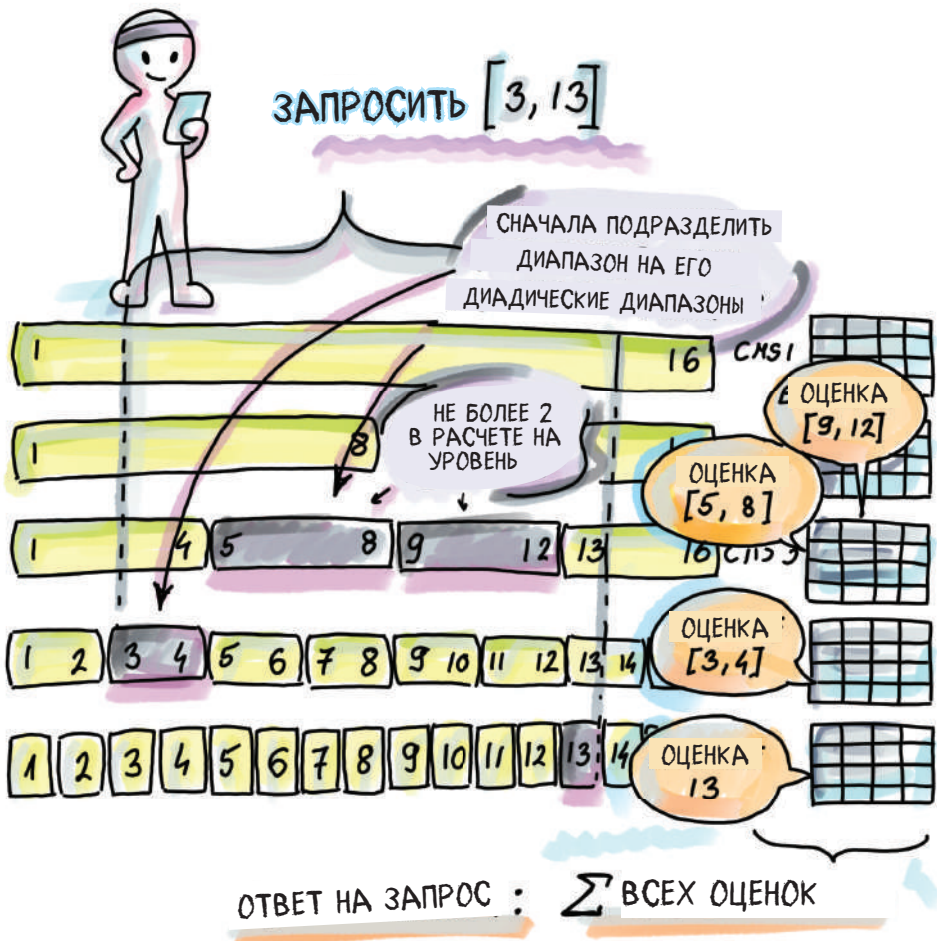 ЗАПРОСИТЬ [3, 13]
СНАЧАЛА ПОДРАЗДЕЛИТЬ
ДИАПАЗОН НА ЕГО
ДИАДИЧЕСКИЕ ДИАПАЗОНЫ
1 16 CMS1
ОЦЕНКА
[9, 12]
1 8
НЕ БОЛЕЕ 2
В РАСЧЕТЕ НА
УРОВЕНЬ
ОЦЕНКА
[5, 8]
1 4 5 8 9 12 13 16 CMS 3
ОЦЕНКА
[3,4]
1 2 3 4 5 6 7 8 9 10 11 12 13 14
ОЦЕНКА
13
1 2 3 4 5 6 7 8 9 10 11 12 13 14
ОТВЕТ НА ЗАПРОС : Σ ВСЕХ ОЦЕНОК